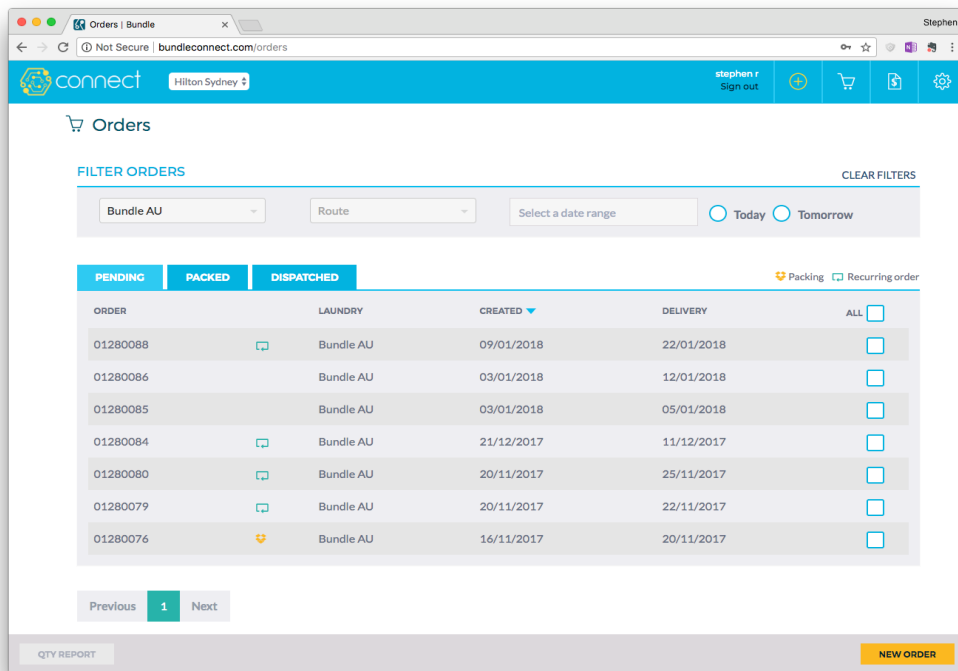 Orders | Bundle
Stephen
Not Secure | bundleconnect.com/orders
connect
Hilton Sydney
stephen r
Sign out
Orders
FILTER ORDERS
CLEAR FILTERS
Bundle AU
Route
Select a date range
Today
Tomorrow
PENDING PACKED DISPATCHED
Packing
Recurring order
ORDER LAUNDRY CREATED DELIVERY ALL
01280088 Bundle AU 09/01/2018 22/01/2018
01280086 Bundle AU 03/01/2018 12/01/2018
01280085 Bundle AU 03/01/2018 05/01/2018
01280084 Bundle AU 21/12/2017 11/12/2017
01280080 Bundle AU 20/11/2017 25/11/2017
01280079 Bundle AU 20/11/2017 22/11/2017
01280076 Bundle AU 16/11/2017 20/11/2017
Previous 1 Next
QTY REPORT
NEW ORDER